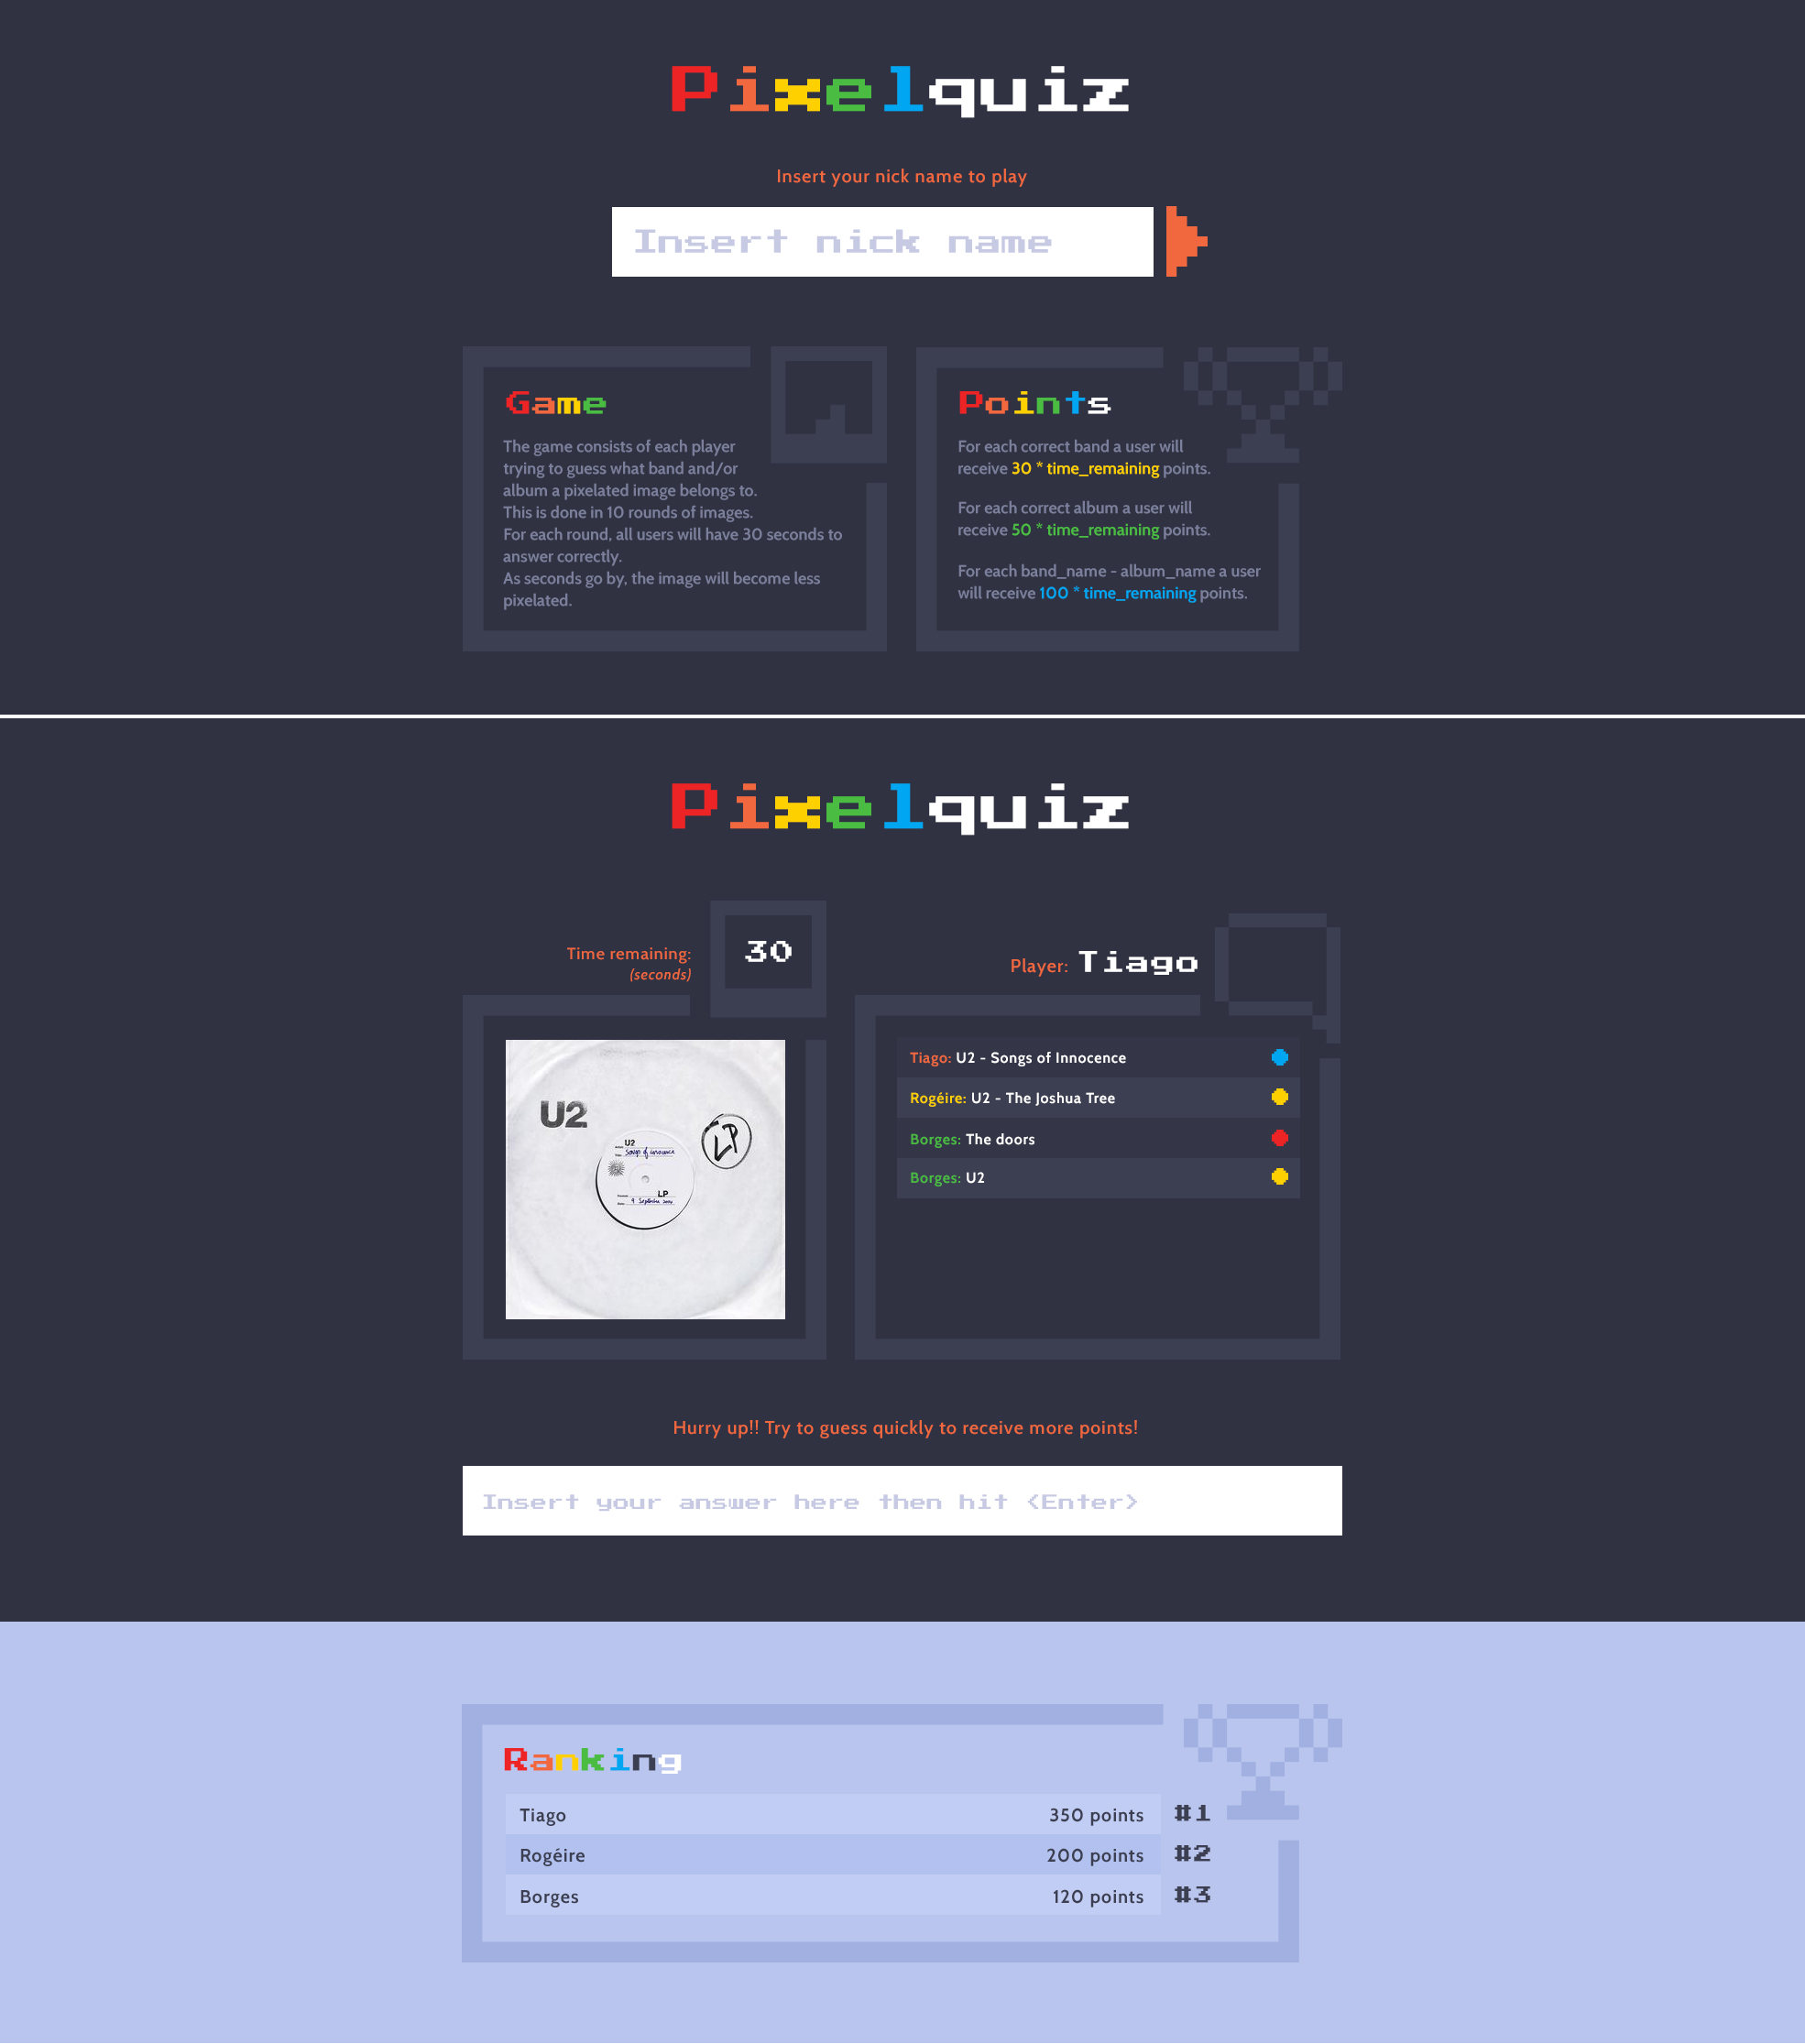 Pixelquiz
Insert your nick name to play
Insert nick name
Game
The game consists of each player
trying to guess what band and/or
album a pixelated image belongs to.
This is done in 10 rounds of images.
For each round, all users will have 30 seconds to
answer correctly.
As seconds go by, the image will become less
pixelated.
Points
For each correct band a user will
receive 30 * time_remaining points.
For each correct album a user will
receive 50 * time_remaining points.
For each band_name - album_name a user
will receive 100 * time_remaining points.
Pixelquiz
Time remaining:
(seconds)
30
U2
LP
U2
Songs of Innocence
LP
Player: Tiago
Tiago: U2 - Songs of Innocence
Rogéire: U2 - The Joshua Tree
Borges: The doors
Borges: U2
Hurry up!! Try to guess quickly to receive more points!
Insert your answer here then hit <Enter>
Ranking
Tiago 350 points #1
Rogéire 200 points #2
Borges 120 points #3